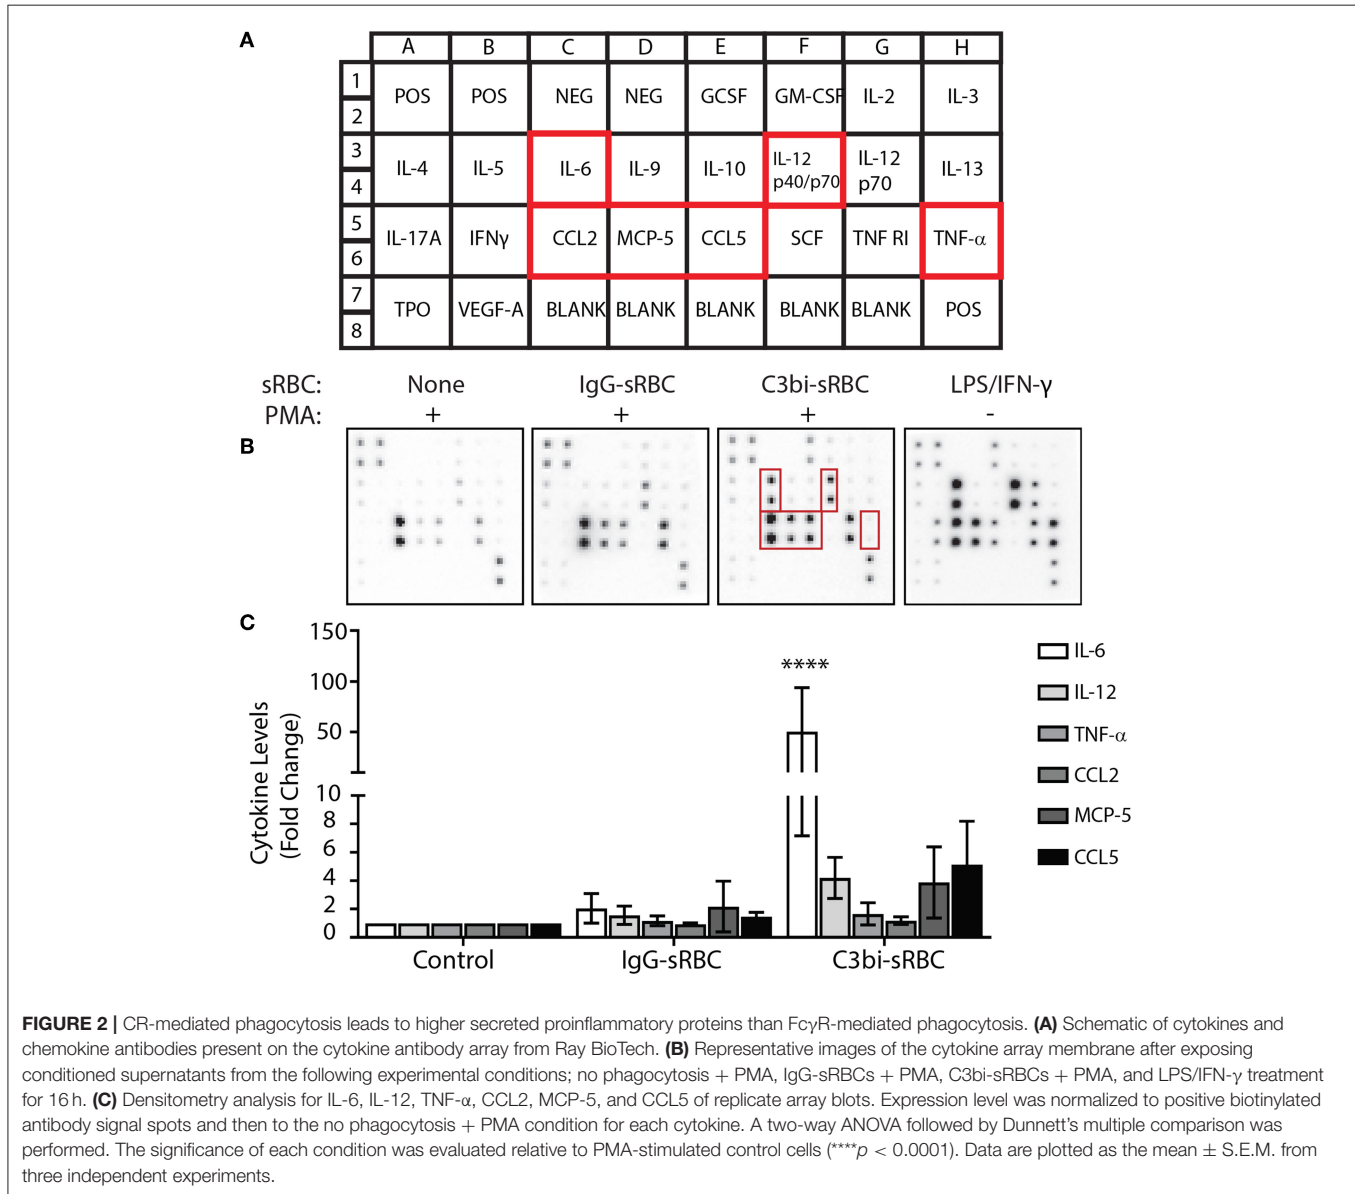 A
A B C D E F G H
1
POS POS NEG NEG GCSF GM-CSF IL-2 IL-3
2
3
IL-4 IL-5 IL-6 IL-9 IL-10 IL-12 p40/p70 IL-12 p70 IL-13
4
5
IL-17A IFNγ CCL2 MCP-5 CCL5 SCF TNF RI TNF-α
6
7
TPO VEGF-A BLANK BLANK BLANK BLANK BLANK POS
8
sRBC: None IgG-sRBC C3bi-sRBC LPS/IFN-γ
PMA: + + + -
B
C
150
100
50
10
8
6
4
2
0
Cytokine Levels
(Fold Change)
****
IL-6
IL-12
TNF-α
CCL2
MCP-5
CCL5
Control IgG-sRBC C3bi-sRBC
FIGURE 2 | CR-mediated phagocytosis leads to higher secreted proinflammatory proteins than FcγR-mediated phagocytosis. (A) Schematic of cytokines and
chemokine antibodies present on the cytokine antibody array from Ray BioTech. (B) Representative images of the cytokine array membrane after exposing
conditioned supernatants from the following experimental conditions; no phagocytosis + PMA, IgG-sRBCs + PMA, C3bi-sRBCs + PMA, and LPS/IFN-γ treatment
for 16 h. (C) Densitometry analysis for IL-6, IL-12, TNF-α, CCL2, MCP-5, and CCL5 of replicate array blots. Expression level was normalized to positive biotinylated
antibody signal spots and then to the no phagocytosis + PMA condition for each cytokine. A two-way ANOVA followed by Dunnett's multiple comparison was
performed. The significance of each condition was evaluated relative to PMA-stimulated control cells (****p < 0.0001). Data are plotted as the mean ± S.E.M. from
three independent experiments.